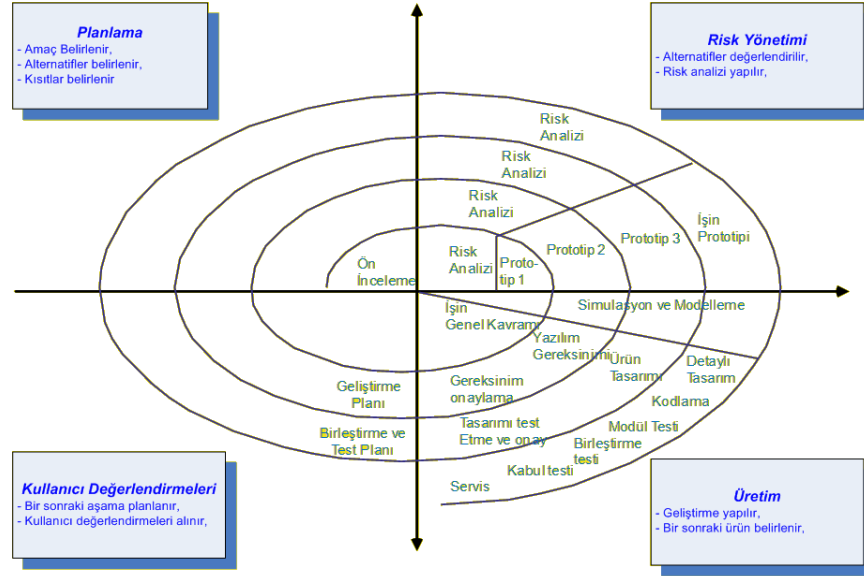 Planlama
- Amaç Belirlenir,
- Alternatifler belirlenir,
- Kısıtlar belirlenir
Risk Yönetimi
- Alternatifler değerlendirilir,
- Risk analizi yapılır,
Risk
Analizi
Risk
Analizi
Risk
Analizi
İşin
Prototipi
Prototip 3
Prototip 2
Risk
Analizi
Proto-
tip 1
Ön
İnceleme
Simulasyon ve Modelleme
İşin
Genel Kavramı
Yazılım
Gereksinimi
Ürün
Tasarımı
Detaylı
Tasarım
Geliştirme
Planı
Gereksinim
onaylama
Kodlama
Birleştirme ve
Test Planı
Tasarımı test
Etme ve onay
Modül Testi
Birleştirme
testi
Kabul testi
Servis
Kullanıcı Değerlendirmeleri
- Bir sonraki aşama planlanır,
- Kullanıcı değerlendirmeleri alınır,
Üretim
- Geliştirme yapılır,
- Bir sonraki ürün belirlenir,